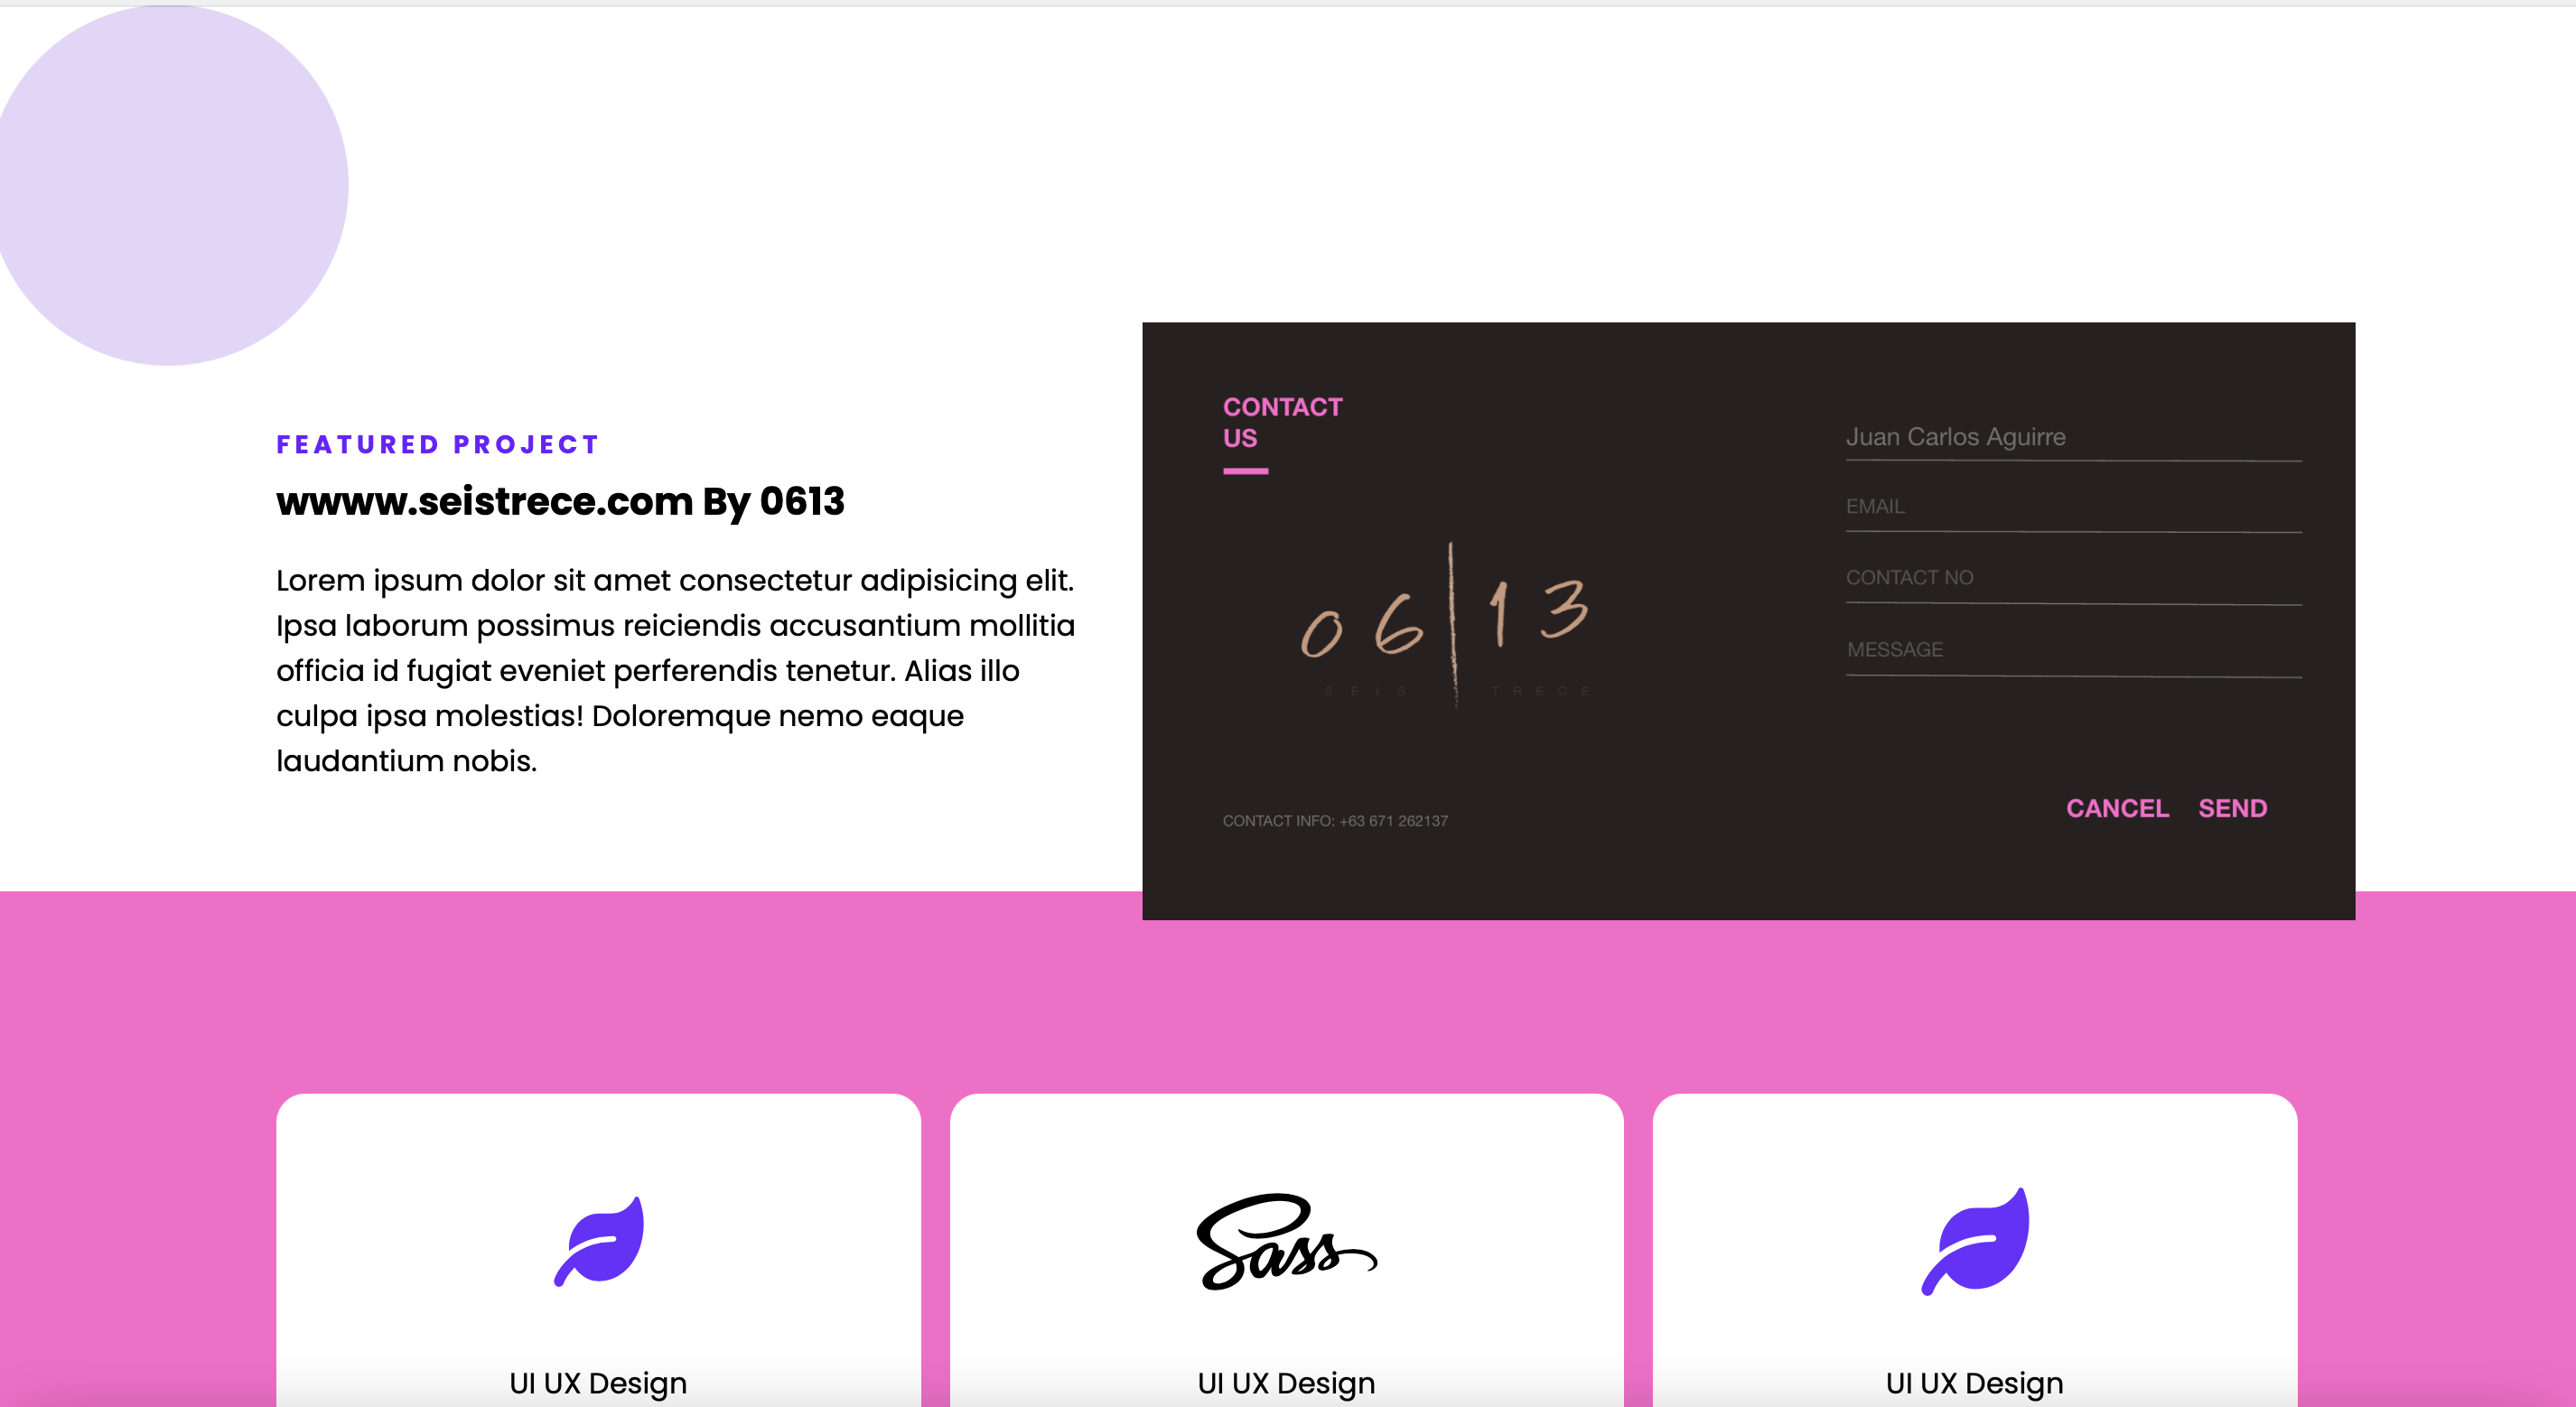 FEATURED PROJECT
wwww.seistrece.com By 0613
Lorem ipsum dolor sit amet consectetur adipisicing elit.
Ipsa laborum possimus reiciendis accusantium mollitia
officia id fugiat eveniet perferendis tenetur. Alias illo
culpa ipsa molestias! Doloremque nemo eaque
laudantium nobis.
CONTACT
US
06|13
SEIS TRECE
CONTACT INFO: +63 671 262137
Juan Carlos Aguirre
EMAIL
CONTACT NO
MESSAGE
CANCEL SEND
Sass
UI UX Design
UI UX Design
UI UX Design